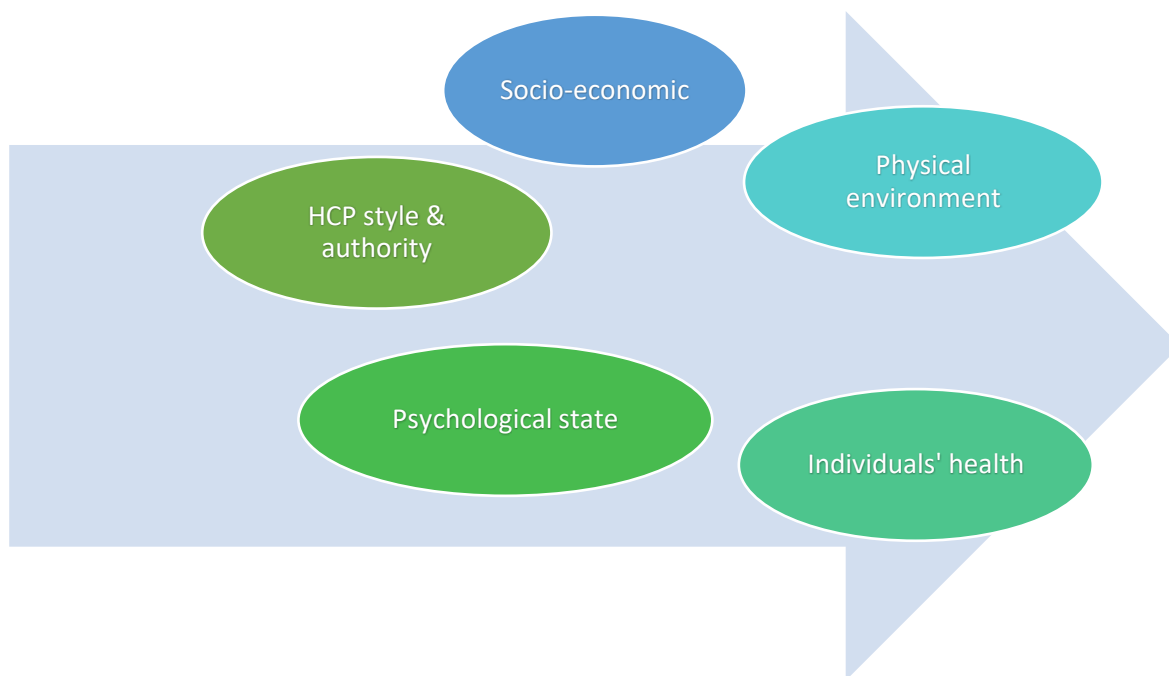 Socio-economic
Physical
environment
HCP style &
authority
Psychological state
Individuals' health